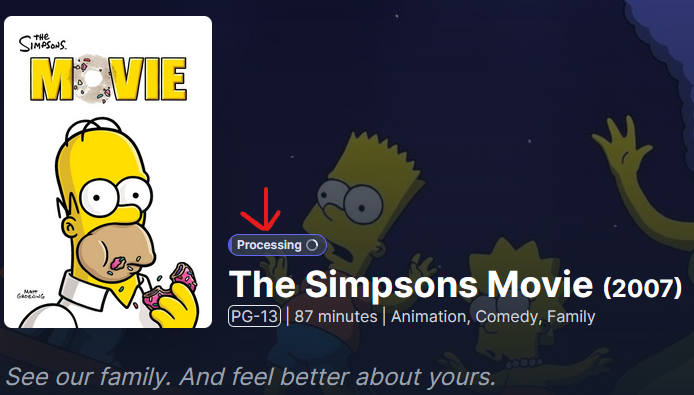 THE
SIMPSONS
MOVIE
MATT
GROENING
Processing
The Simpsons Movie (2007)
PG-13 | 87 minutes | Animation, Comedy, Family
See our family. And feel better about yours.